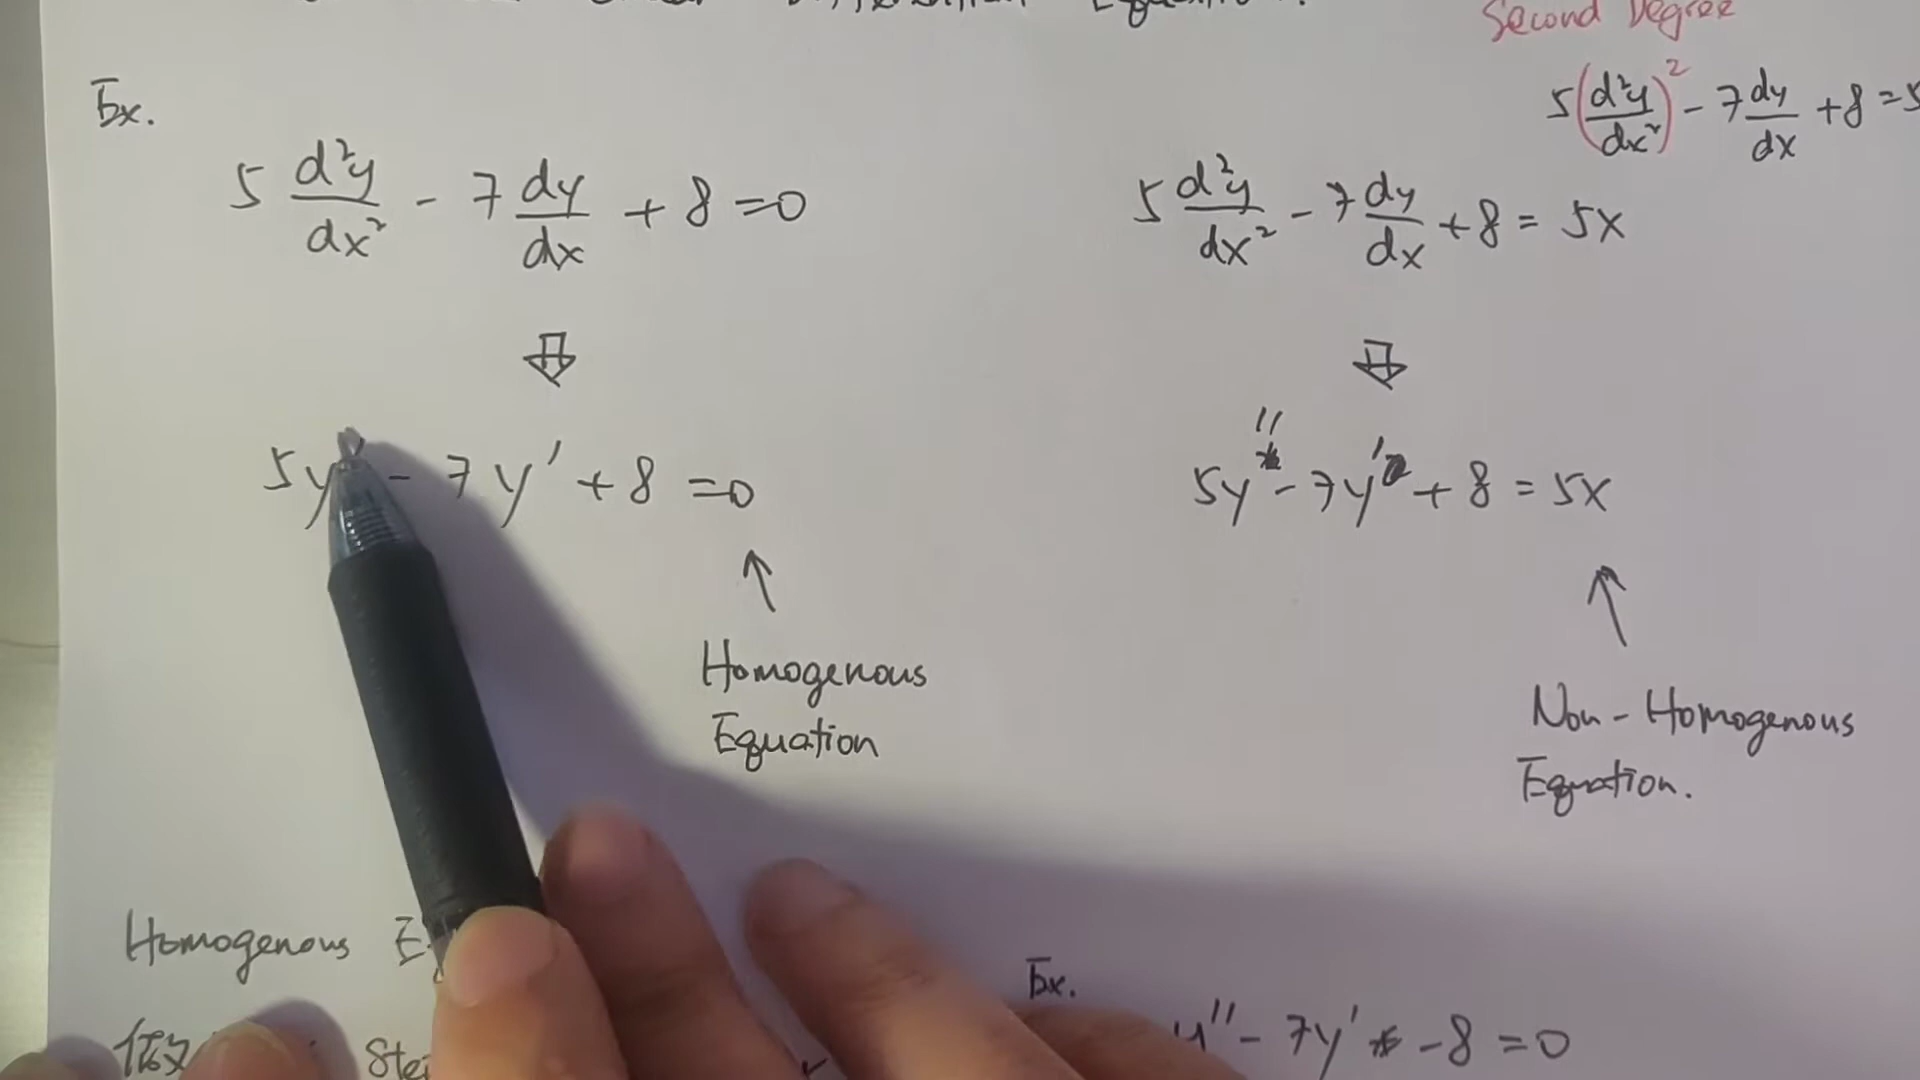 Second Degree
Ex.
5(d²y/dx²)² - 7 dy/dx + 8 = 5
5 d²y/dx² - 7 dy/dx + 8 = 0
5 d²y/dx² - 7 dy/dx + 8 = 5x
⇩
⇩
5y - 7y' + 8 = 0
5y'' - 7y' + 8 = 5x
↑
↑
Homogenous
Equation
Non-Homogenous
Equation.
Homogenous
Ex.
y'' - 7y' - 8 = 0